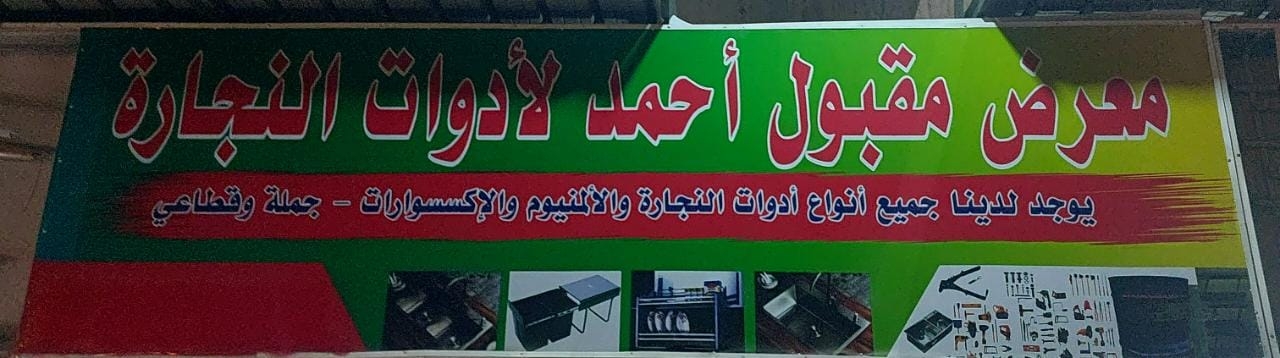 معرض مقبول أحمد لأدوات النجارة
يوجد لدينا جميع أنواع أدوات النجارة والألمنيوم والإكسسوارات - جملة وقطاعي